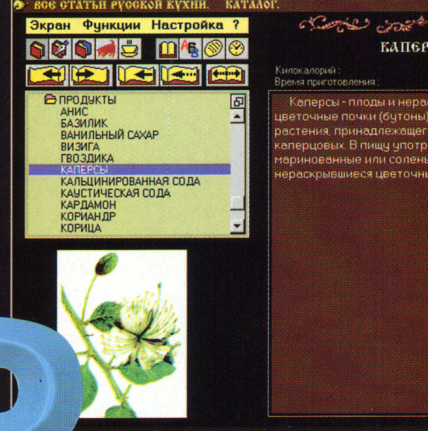 ВСЕ СТАТЬИ РУССКОЙ КУХНИ. КАТАЛОГ.
Экран Функции Настройка ?
ПРОДУКТЫ
АНИС
БАЗИЛИК
ВАНИЛЬНЫЙ САХАР
ВИЗИГА
ГВОЗДИКА
КАПЕРСЫ
КАЛЬЦИНИРОВАННАЯ СОДА
КАУСТИЧЕСКАЯ СОДА
КАРДАМОН
КОРИАНДР
КОРИЦА
КАПЕР
Килокалорий :
Время приготовления :
Каперсы - плоды и нерас
цветочные почки (бутоны)
растения, принадлежащег
каперцовых. В пищу употр
маринованные или солены
нераскрывшиеся цветочны